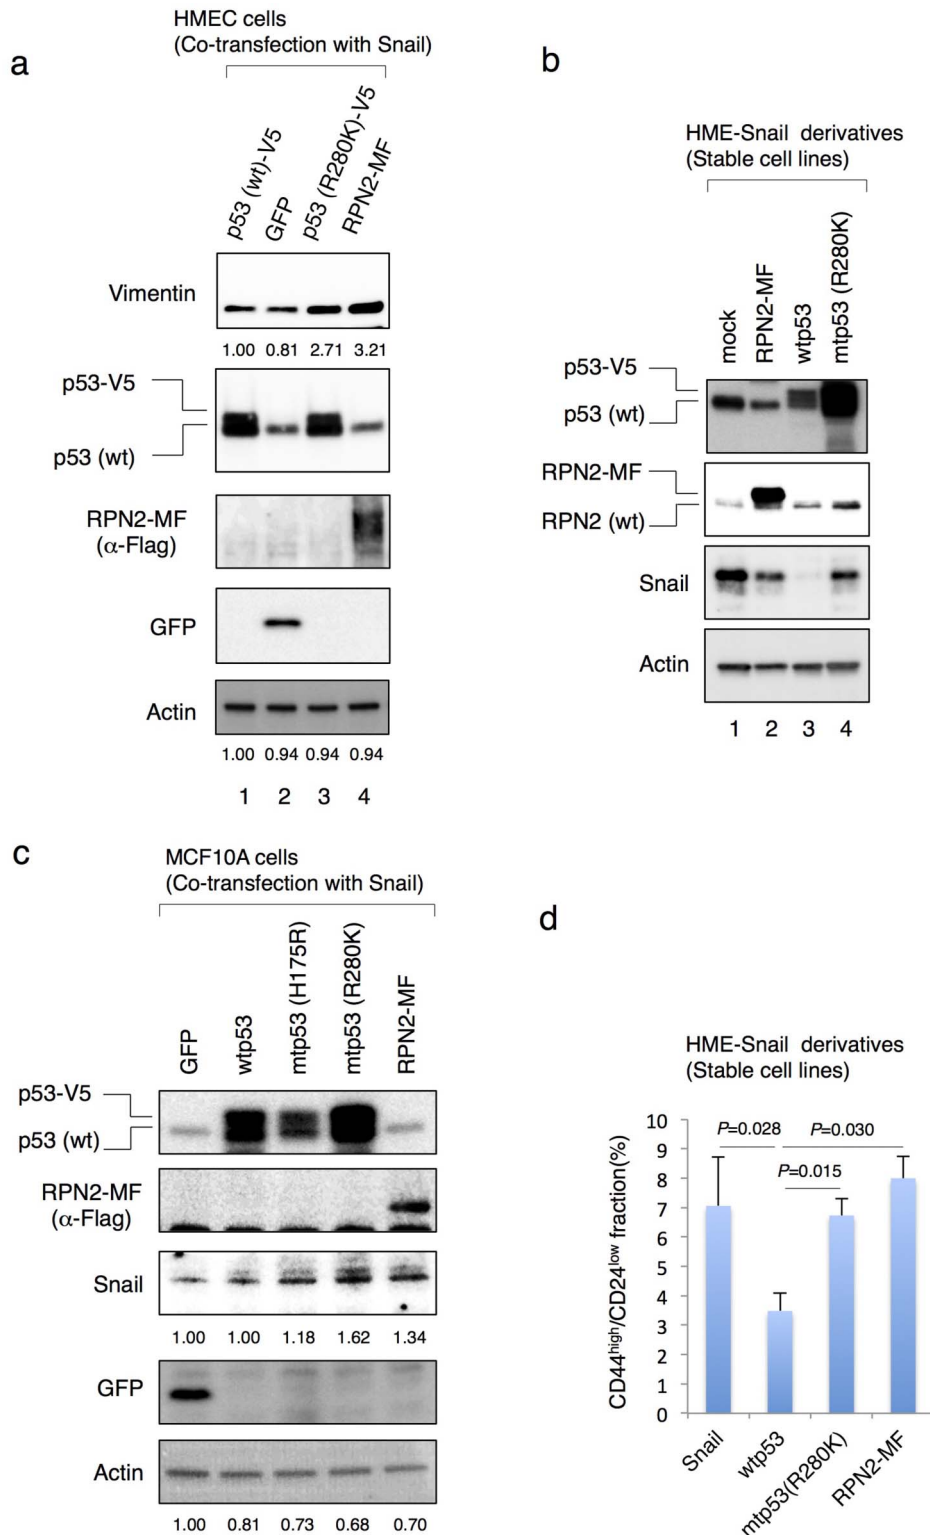 a
HMEC cells
(Co-transfection with Snail)
p53 (wt)-V5
GFP
p53 (R280K)-V5
RPN2-MF
Vimentin
1.00 0.81 2.71 3.21
p53-V5
p53 (wt)
RPN2-MF
(α-Flag)
GFP
Actin
1.00 0.94 0.94 0.94
1 2 3 4
b
HME-Snail derivatives
(Stable cell lines)
mock
RPN2-MF
wtp53
mtp53 (R280K)
p53-V5
p53 (wt)
RPN2-MF
RPN2 (wt)
Snail
Actin
1 2 3 4
c
MCF10A cells
(Co-transfection with Snail)
GFP
wtp53
mtp53 (H175R)
mtp53 (R280K)
RPN2-MF
p53-V5
p53 (wt)
RPN2-MF
(α-Flag)
Snail
1.00 1.00 1.18 1.62 1.34
GFP
Actin
1.00 0.81 0.73 0.68 0.70
d
HME-Snail derivatives
(Stable cell lines)
CD44high/CD24low fraction(%)
10
9
8
7
6
5
4
3
2
1
0
P=0.028
P=0.030
P=0.015
Snail
wtp53
mtp53(R280K)
RPN2-MF